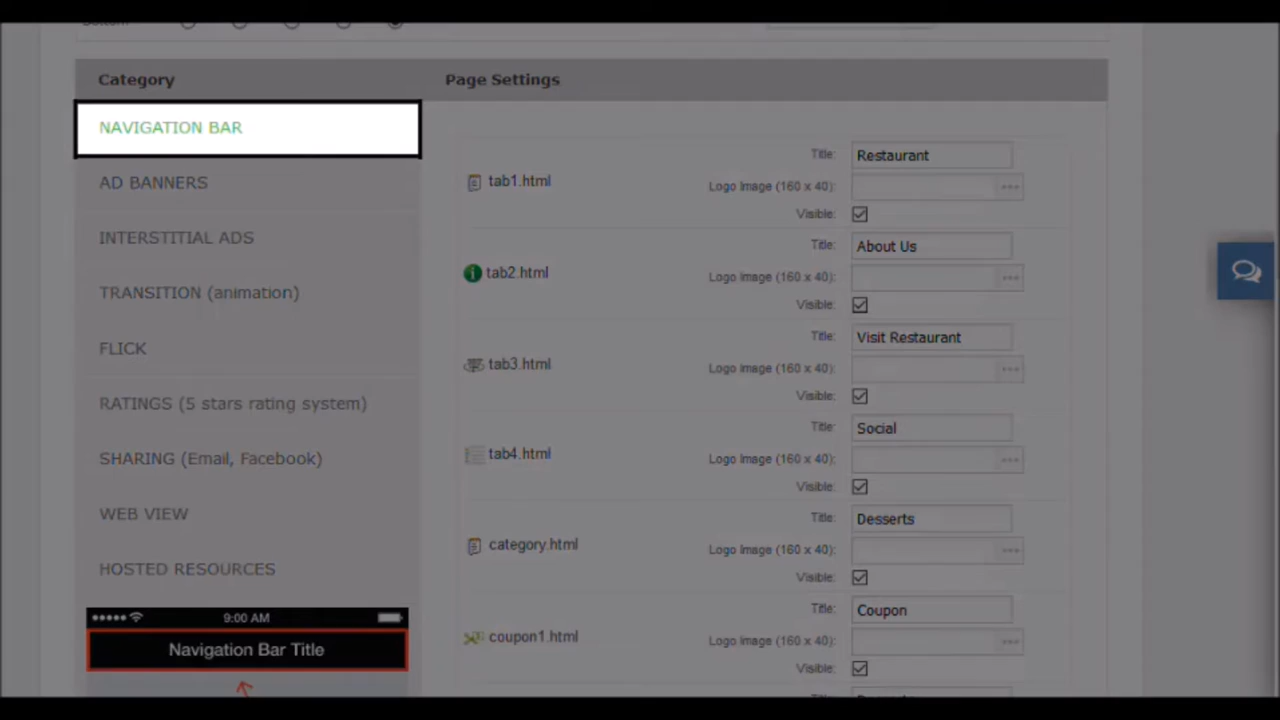 Category
Page Settings
NAVIGATION BAR
AD BANNERS
INTERSTITIAL ADS
TRANSITION (animation)
FLICK
RATINGS (5 stars rating system)
SHARING (Email, Facebook)
WEB VIEW
HOSTED RESOURCES
9:00 AM
Navigation Bar Title
Title: Restaurant
tab1.html
Logo Image (160 x 40): ...
Visible:
Title: About Us
tab2.html
Logo Image (160 x 40): ...
Visible:
Title: Visit Restaurant
tab3.html
Logo Image (160 x 40): ...
Visible:
Title: Social
tab4.html
Logo Image (160 x 40): ...
Visible:
Title: Desserts
category.html
Logo Image (160 x 40): ...
Visible:
Title: Coupon
coupon1.html
Logo Image (160 x 40): ...
Visible: